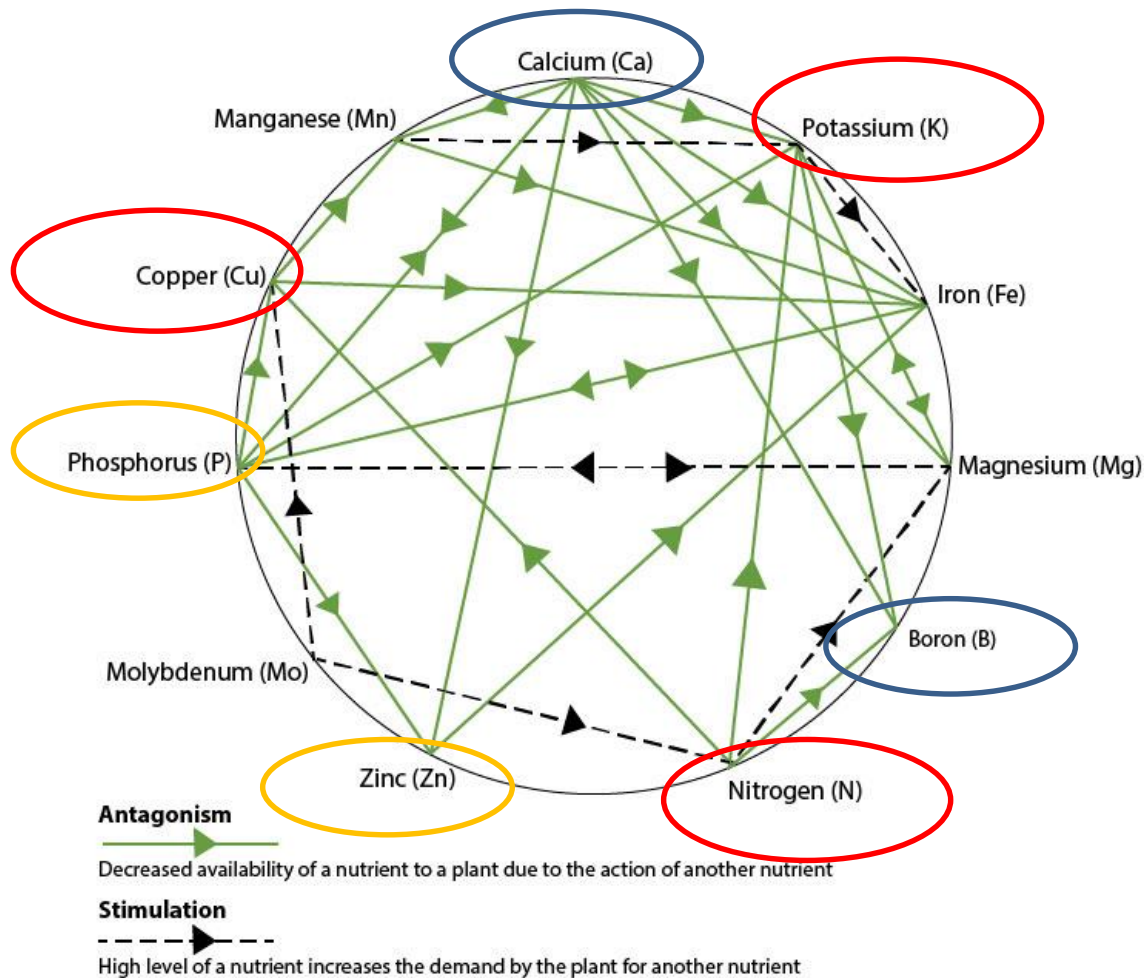 Calcium (Ca)
Manganese (Mn)
Potassium (K)
Copper (Cu)
Iron (Fe)
Phosphorus (P)
Magnesium (Mg)
Boron (B)
Molybdenum (Mo)
Zinc (Zn)
Nitrogen (N)
Antagonism
Decreased availability of a nutrient to a plant due to the action of another nutrient
Stimulation
High level of a nutrient increases the demand by the plant for another nutrient